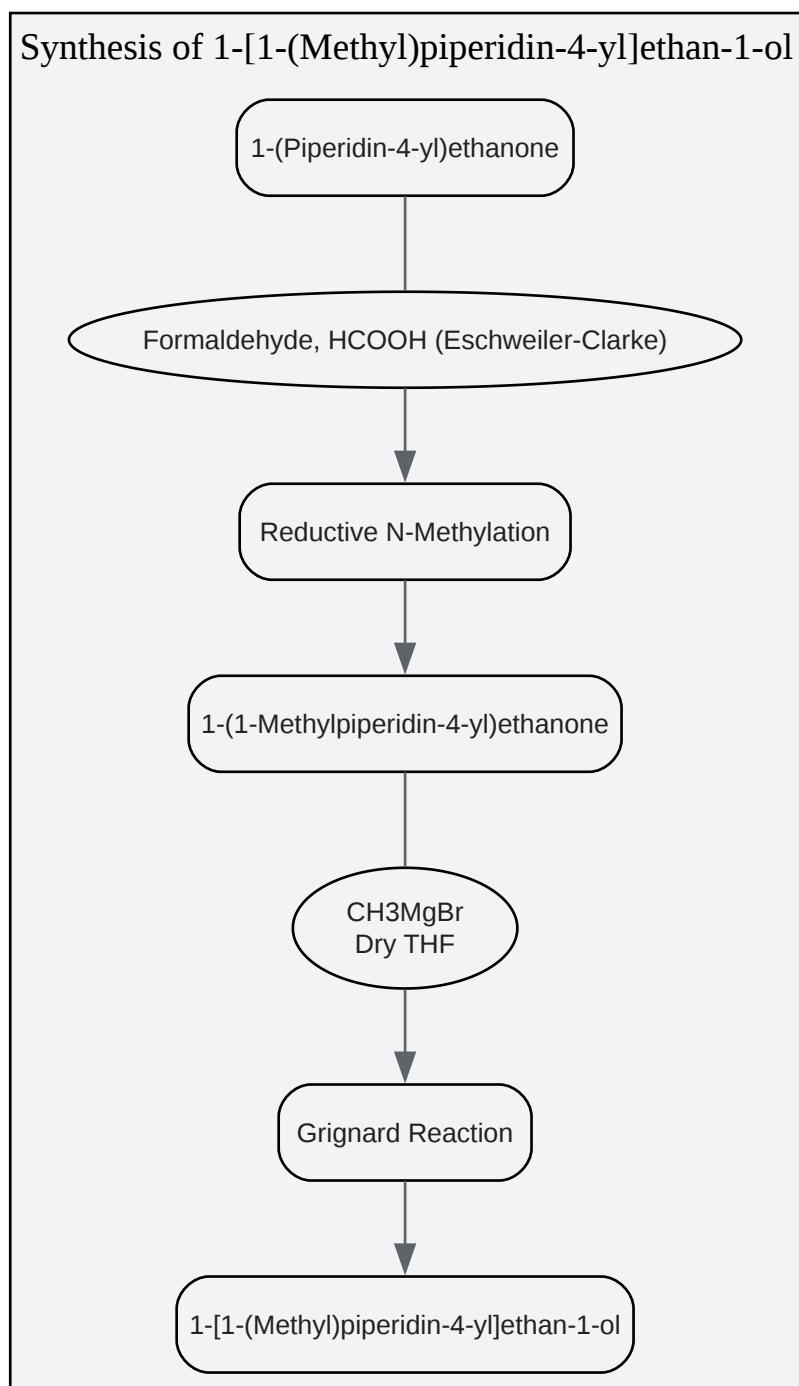 Synthesis of 1-[1-(Methyl)piperidin-4-yl]ethan-1-ol
1-(Piperidin-4-yl)ethanone
Formaldehyde, HCOOH (Eschweiler-Clarke)
Reductive N-Methylation
1-(1-Methylpiperidin-4-yl)ethanone
CH3MgBr
Dry THF
Grignard Reaction
1-[1-(Methyl)piperidin-4-yl]ethan-1-ol